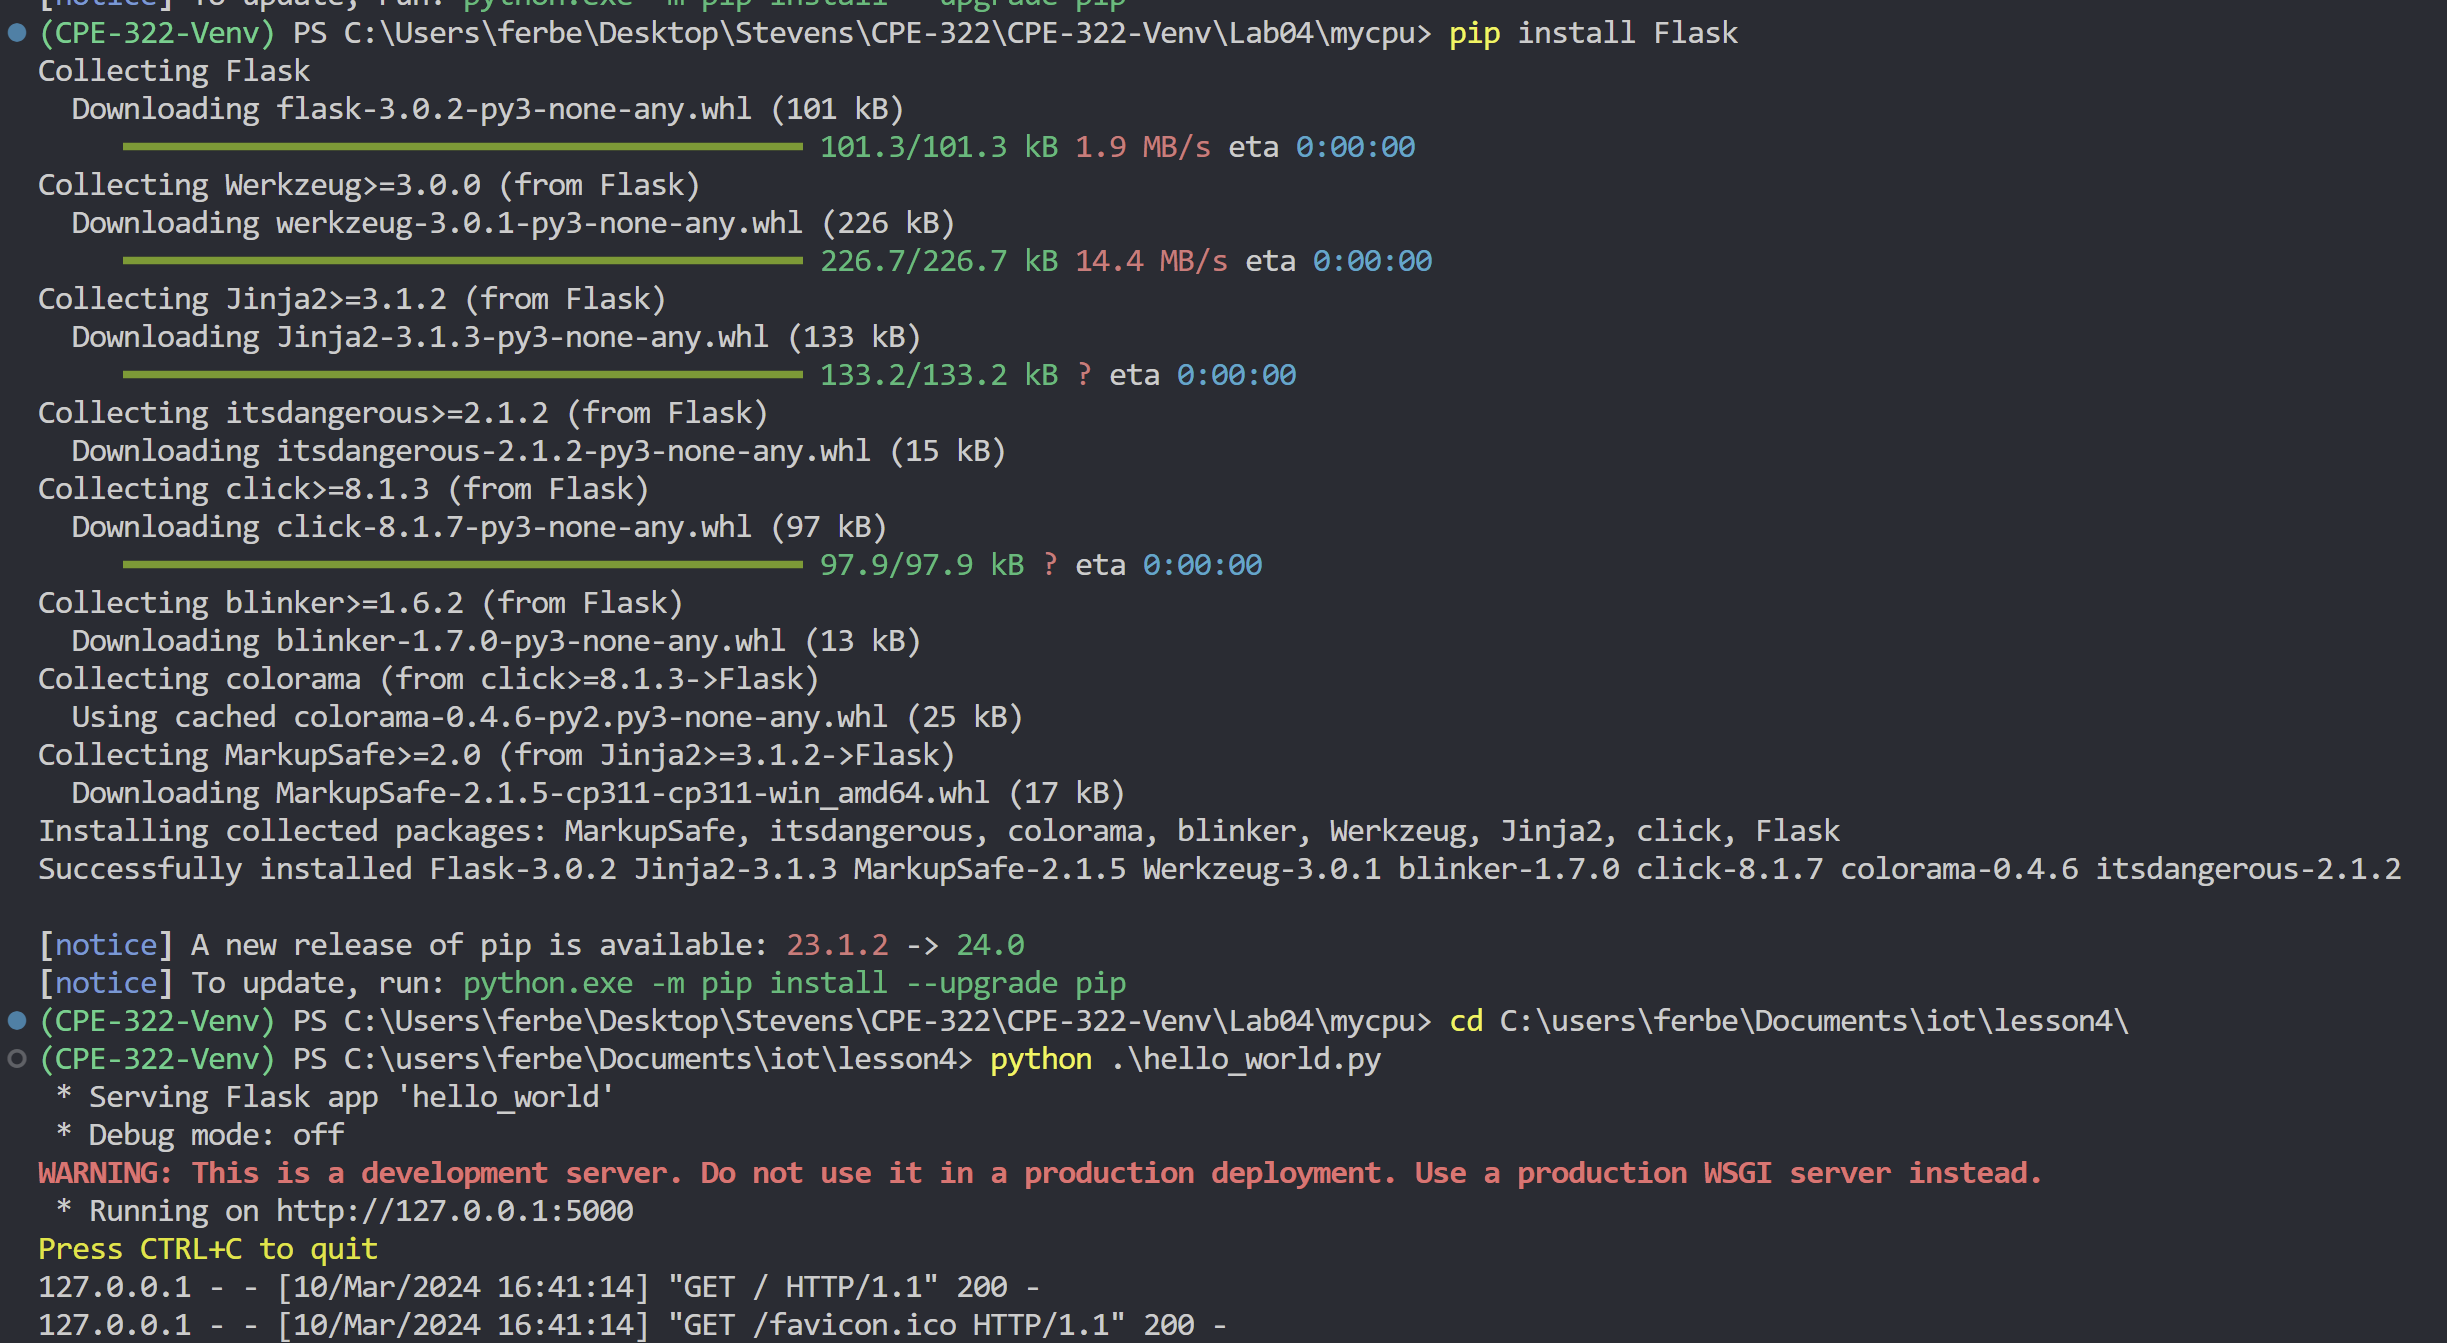 [notice] To update, run: python.exe -m pip install --upgrade pip
(CPE-322-Venv) PS C:\Users\ferbe\Desktop\Stevens\CPE-322\CPE-322-Venv\Lab04\mycpu> pip install Flask
Collecting Flask
  Downloading flask-3.0.2-py3-none-any.whl (101 kB)
101.3/101.3 kB 1.9 MB/s eta 0:00:00
Collecting Werkzeug>=3.0.0 (from Flask)
  Downloading werkzeug-3.0.1-py3-none-any.whl (226 kB)
226.7/226.7 kB 14.4 MB/s eta 0:00:00
Collecting Jinja2>=3.1.2 (from Flask)
  Downloading Jinja2-3.1.3-py3-none-any.whl (133 kB)
133.2/133.2 kB ? eta 0:00:00
Collecting itsdangerous>=2.1.2 (from Flask)
  Downloading itsdangerous-2.1.2-py3-none-any.whl (15 kB)
Collecting click>=8.1.3 (from Flask)
  Downloading click-8.1.7-py3-none-any.whl (97 kB)
97.9/97.9 kB ? eta 0:00:00
Collecting blinker>=1.6.2 (from Flask)
  Downloading blinker-1.7.0-py3-none-any.whl (13 kB)
Collecting colorama (from click>=8.1.3->Flask)
  Using cached colorama-0.4.6-py2.py3-none-any.whl (25 kB)
Collecting MarkupSafe>=2.0 (from Jinja2>=3.1.2->Flask)
  Downloading MarkupSafe-2.1.5-cp311-cp311-win_amd64.whl (17 kB)
Installing collected packages: MarkupSafe, itsdangerous, colorama, blinker, Werkzeug, Jinja2, click, Flask
Successfully installed Flask-3.0.2 Jinja2-3.1.3 MarkupSafe-2.1.5 Werkzeug-3.0.1 blinker-1.7.0 click-8.1.7 colorama-0.4.6 itsdangerous-2.1.2
[notice] A new release of pip is available: 23.1.2 -> 24.0
[notice] To update, run: python.exe -m pip install --upgrade pip
(CPE-322-Venv) PS C:\Users\ferbe\Desktop\Stevens\CPE-322\CPE-322-Venv\Lab04\mycpu> cd C:\users\ferbe\Documents\iot\lesson4\
(CPE-322-Venv) PS C:\users\ferbe\Documents\iot\lesson4> python .\hello_world.py
 * Serving Flask app 'hello_world'
 * Debug mode: off
WARNING: This is a development server. Do not use it in a production deployment. Use a production WSGI server instead.
 * Running on http://127.0.0.1:5000
Press CTRL+C to quit
127.0.0.1 - - [10/Mar/2024 16:41:14] "GET / HTTP/1.1" 200 -
127.0.0.1 - - [10/Mar/2024 16:41:14] "GET /favicon.ico HTTP/1.1" 200 -